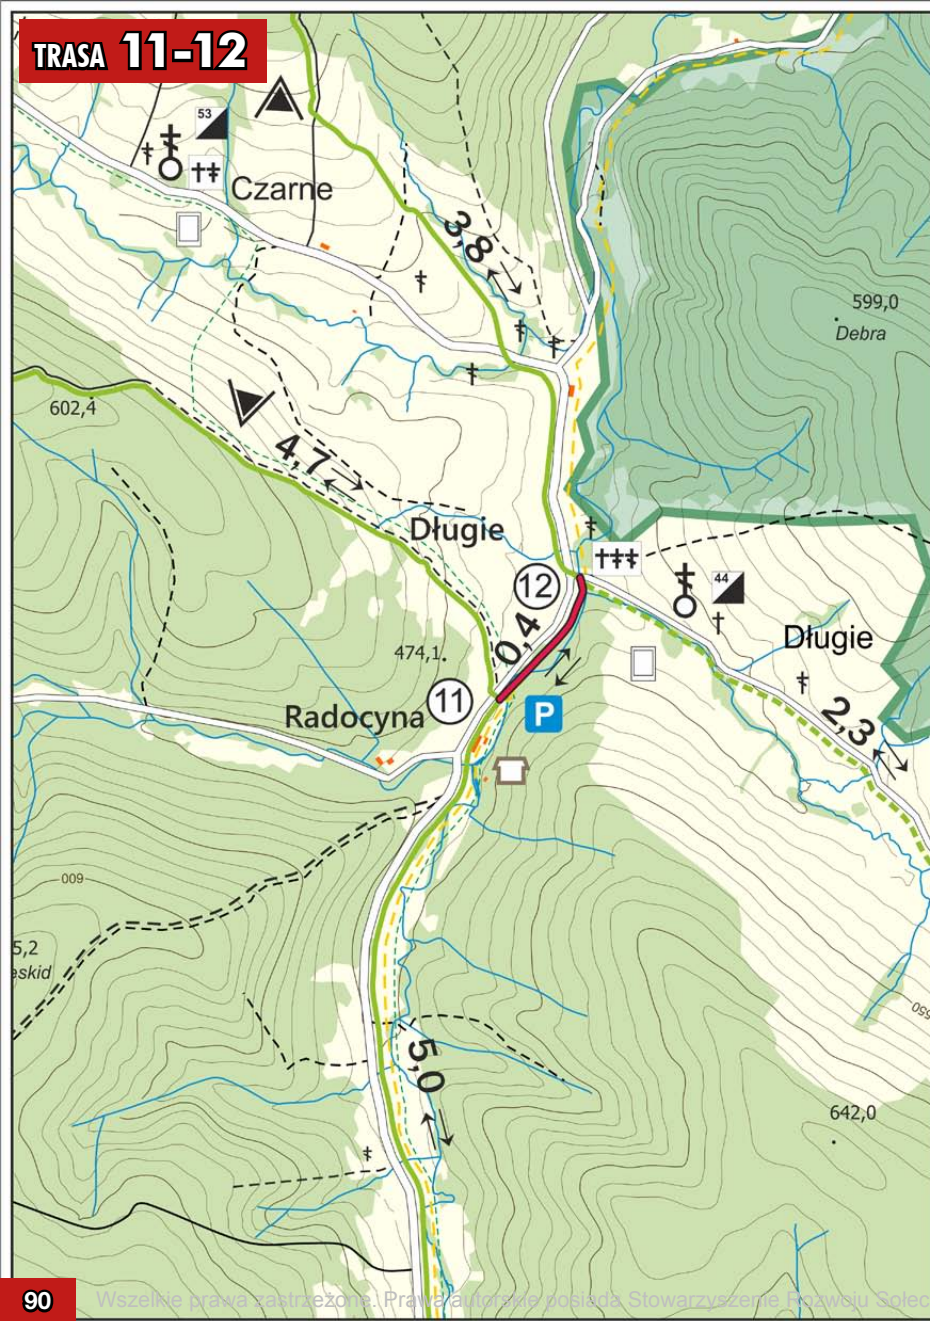 TRASA 11-12
53
Czarne
3,8
599,0
Debra
602,4
4,7
Długie
12
44
0,4
Długie
474,1
11
Radocyna
P
2,3
600
5,2
eskid
650
5,0
642,0
90
Wszelkie prawa zastrzeżone. Prawa autorskie posiada Stowarzyszenie Rozwoju Sołec